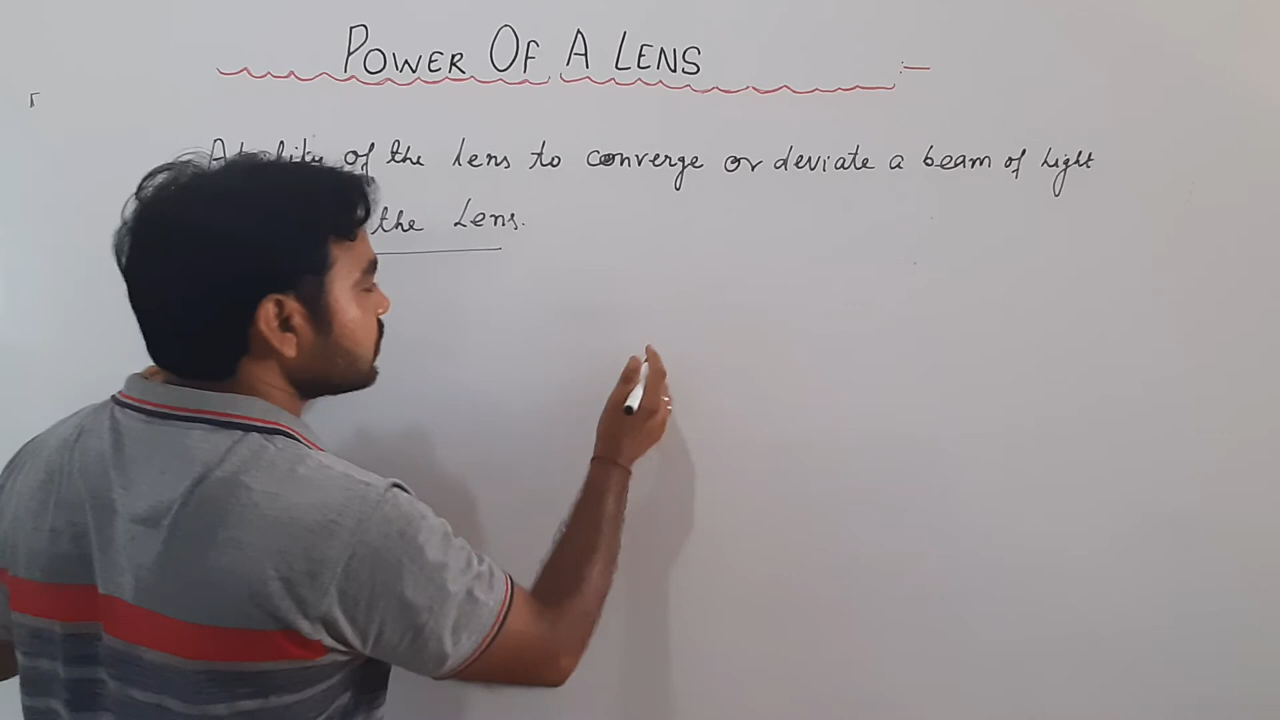 POWER OF A LENS :-
of the lens to converge or deviate a beam of light
the Lens.